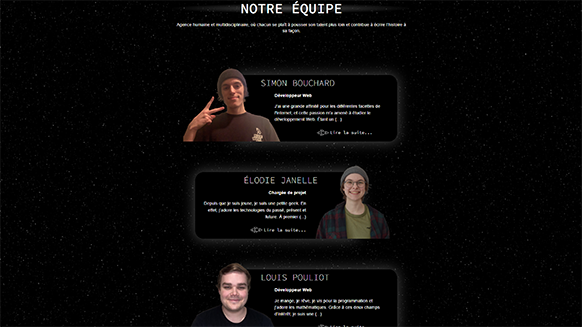 NOTRE ÉQUIPE
Agence humaine et multidisciplinaire, où chacun se plaît à pousser son talent plus loin et contribue à écrire l'histoire à
sa façon.
SIMON BOUCHARD
Développeur Web
J'ai une grande affinité pour les différentes facettes de
l'internet, et cette passion m'a amené à étudier le
développement Web. Étant un (...)
Lire la suite...
ÉLODIE JANELLE
Chargée de projet
Depuis que je suis jeune, je suis une petite geek. En
effet, j'adore les technologies du passé, présent et
future. À premier (...)
Lire la suite...
LOUIS POULIOT
Développeur Web
Je mange, je rêve, je vis pour la programmation et
j'adore les mathématiques. Grâce à ces deux champs
d'intérêt, je suis une (...)